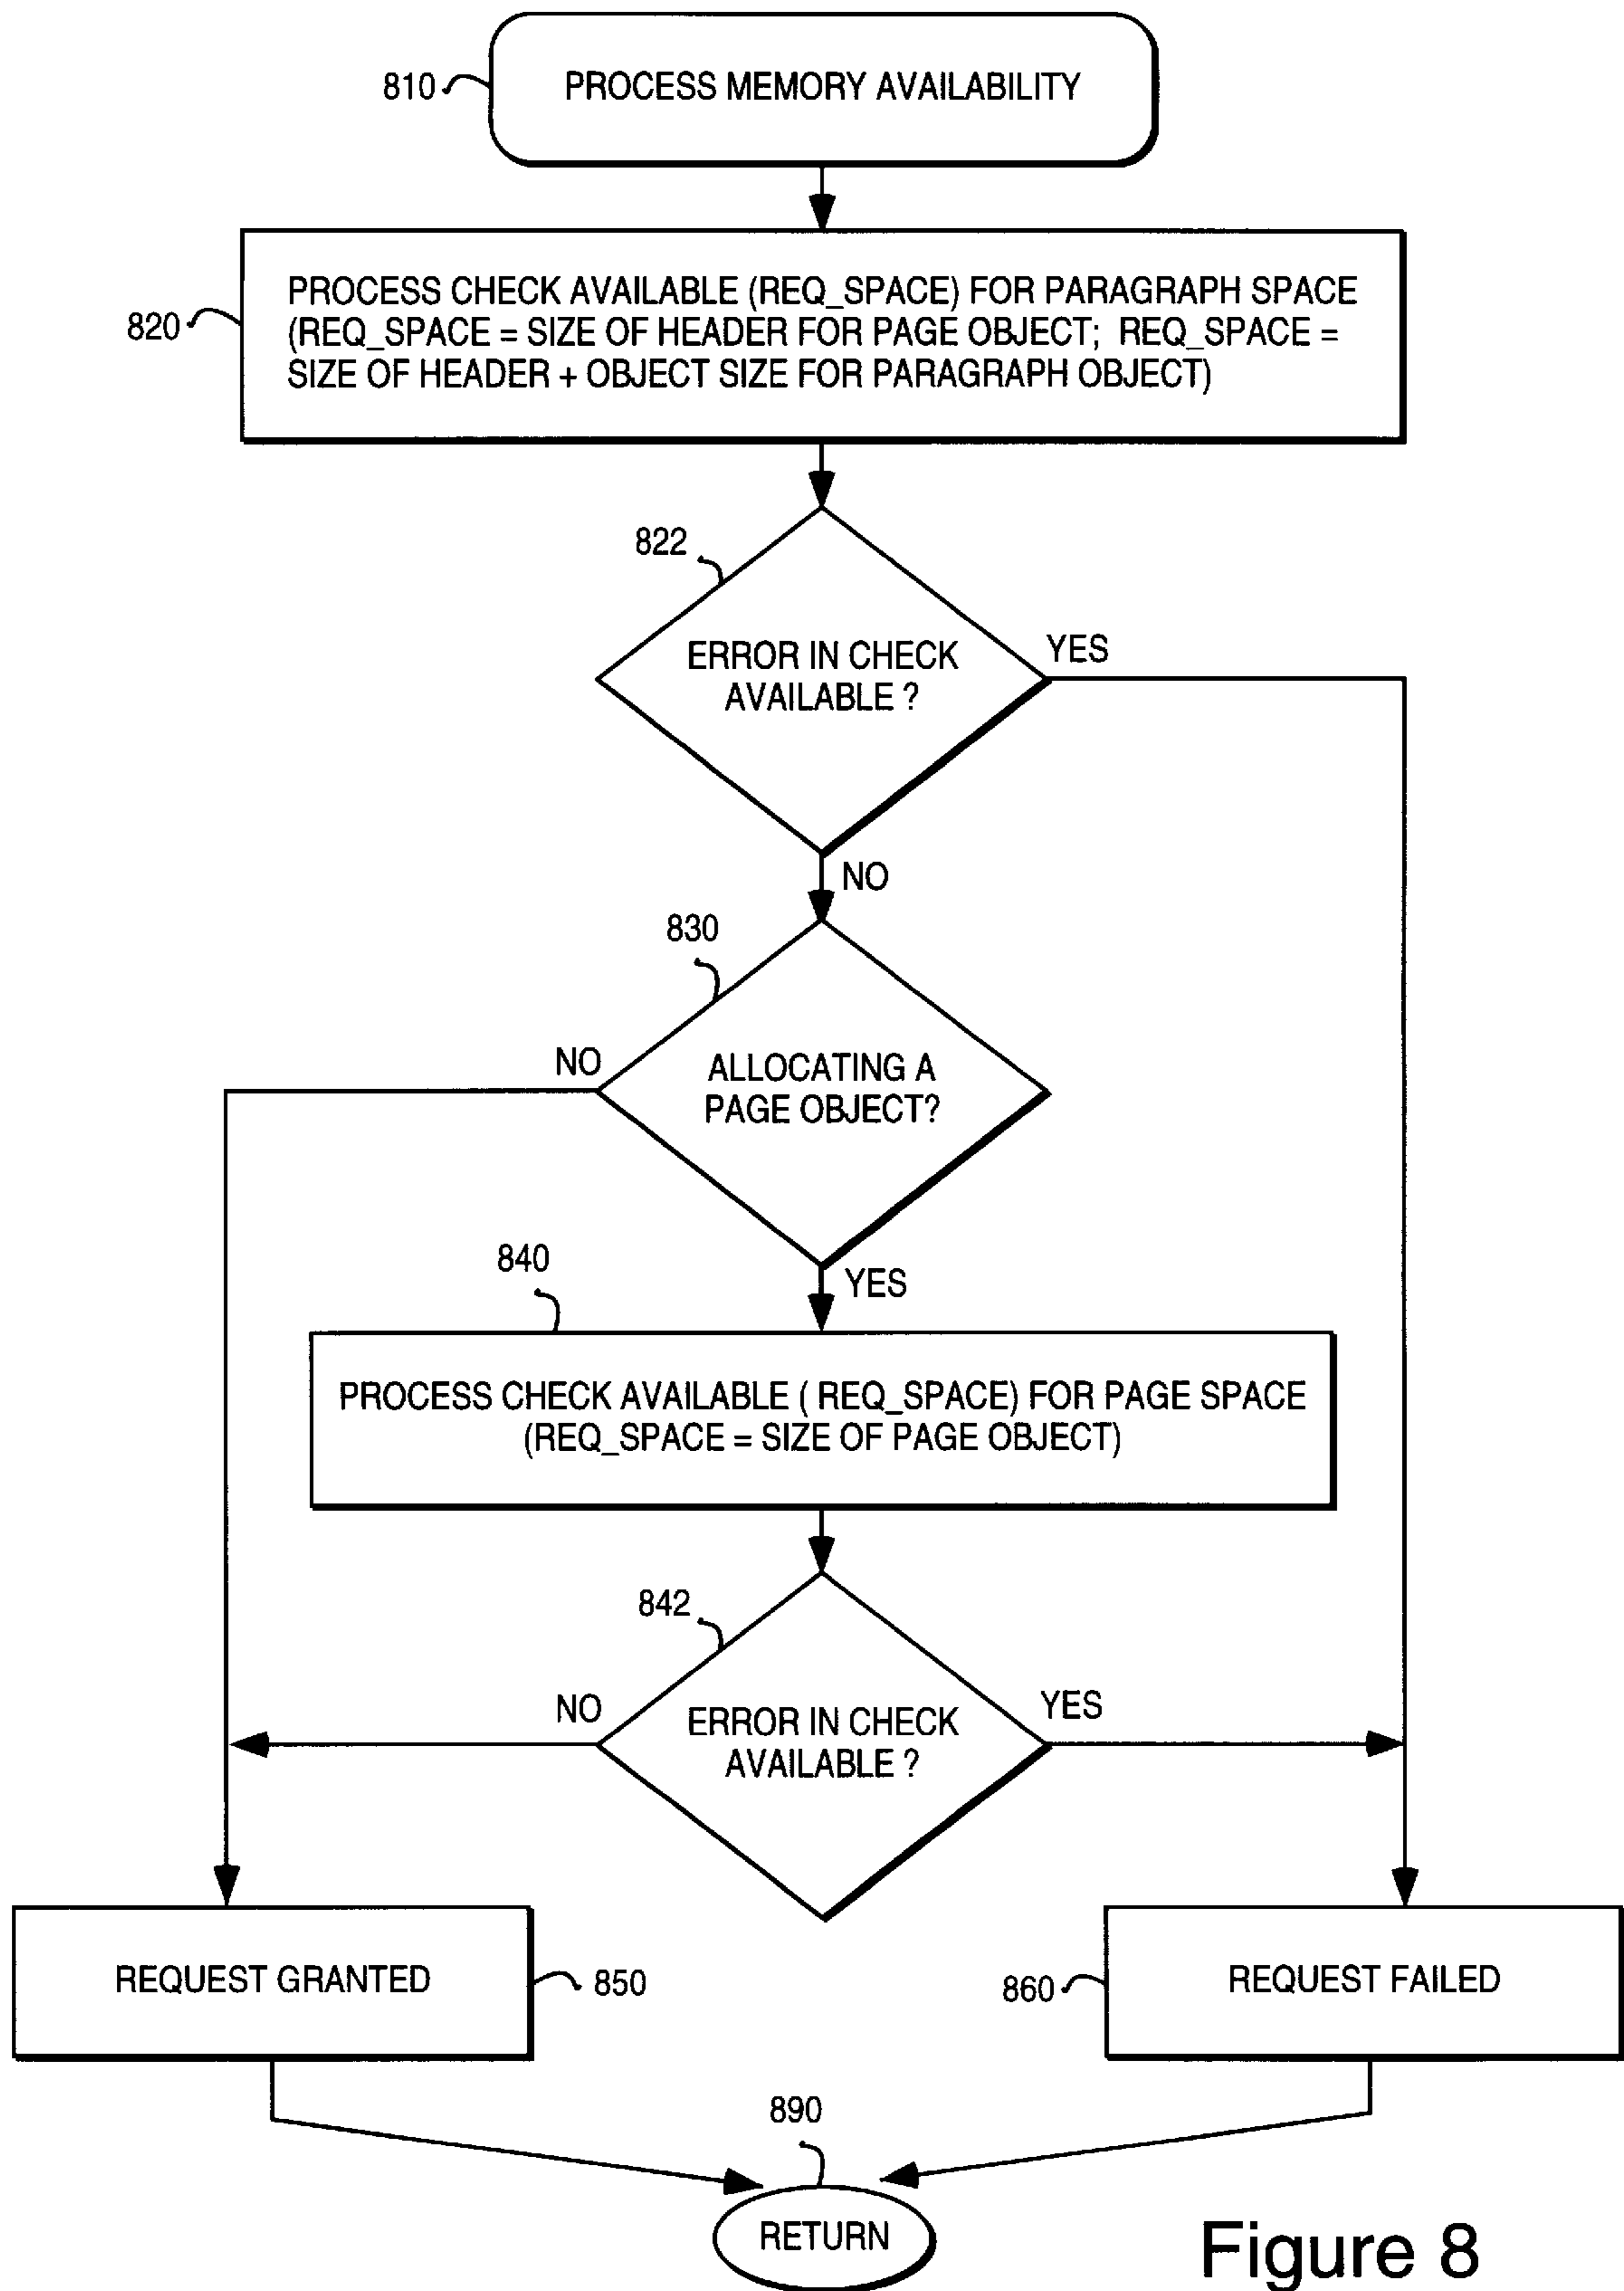 810
PROCESS MEMORY AVAILABILITY
820
PROCESS CHECK AVAILABLE (REQ_SPACE) FOR PARAGRAPH SPACE
(REQ_SPACE = SIZE OF HEADER FOR PAGE OBJECT; REQ_SPACE =
SIZE OF HEADER + OBJECT SIZE FOR PARAGRAPH OBJECT)
822
ERROR IN CHECK
AVAILABLE ?
YES
NO
830
NO
ALLOCATING A
PAGE OBJECT?
840
YES
PROCESS CHECK AVAILABLE ( REQ_SPACE) FOR PAGE SPACE
(REQ_SPACE = SIZE OF PAGE OBJECT)
842
NO
ERROR IN CHECK
AVAILABLE ?
YES
REQUEST GRANTED
850
860
REQUEST FAILED
890
RETURN
Figure 8